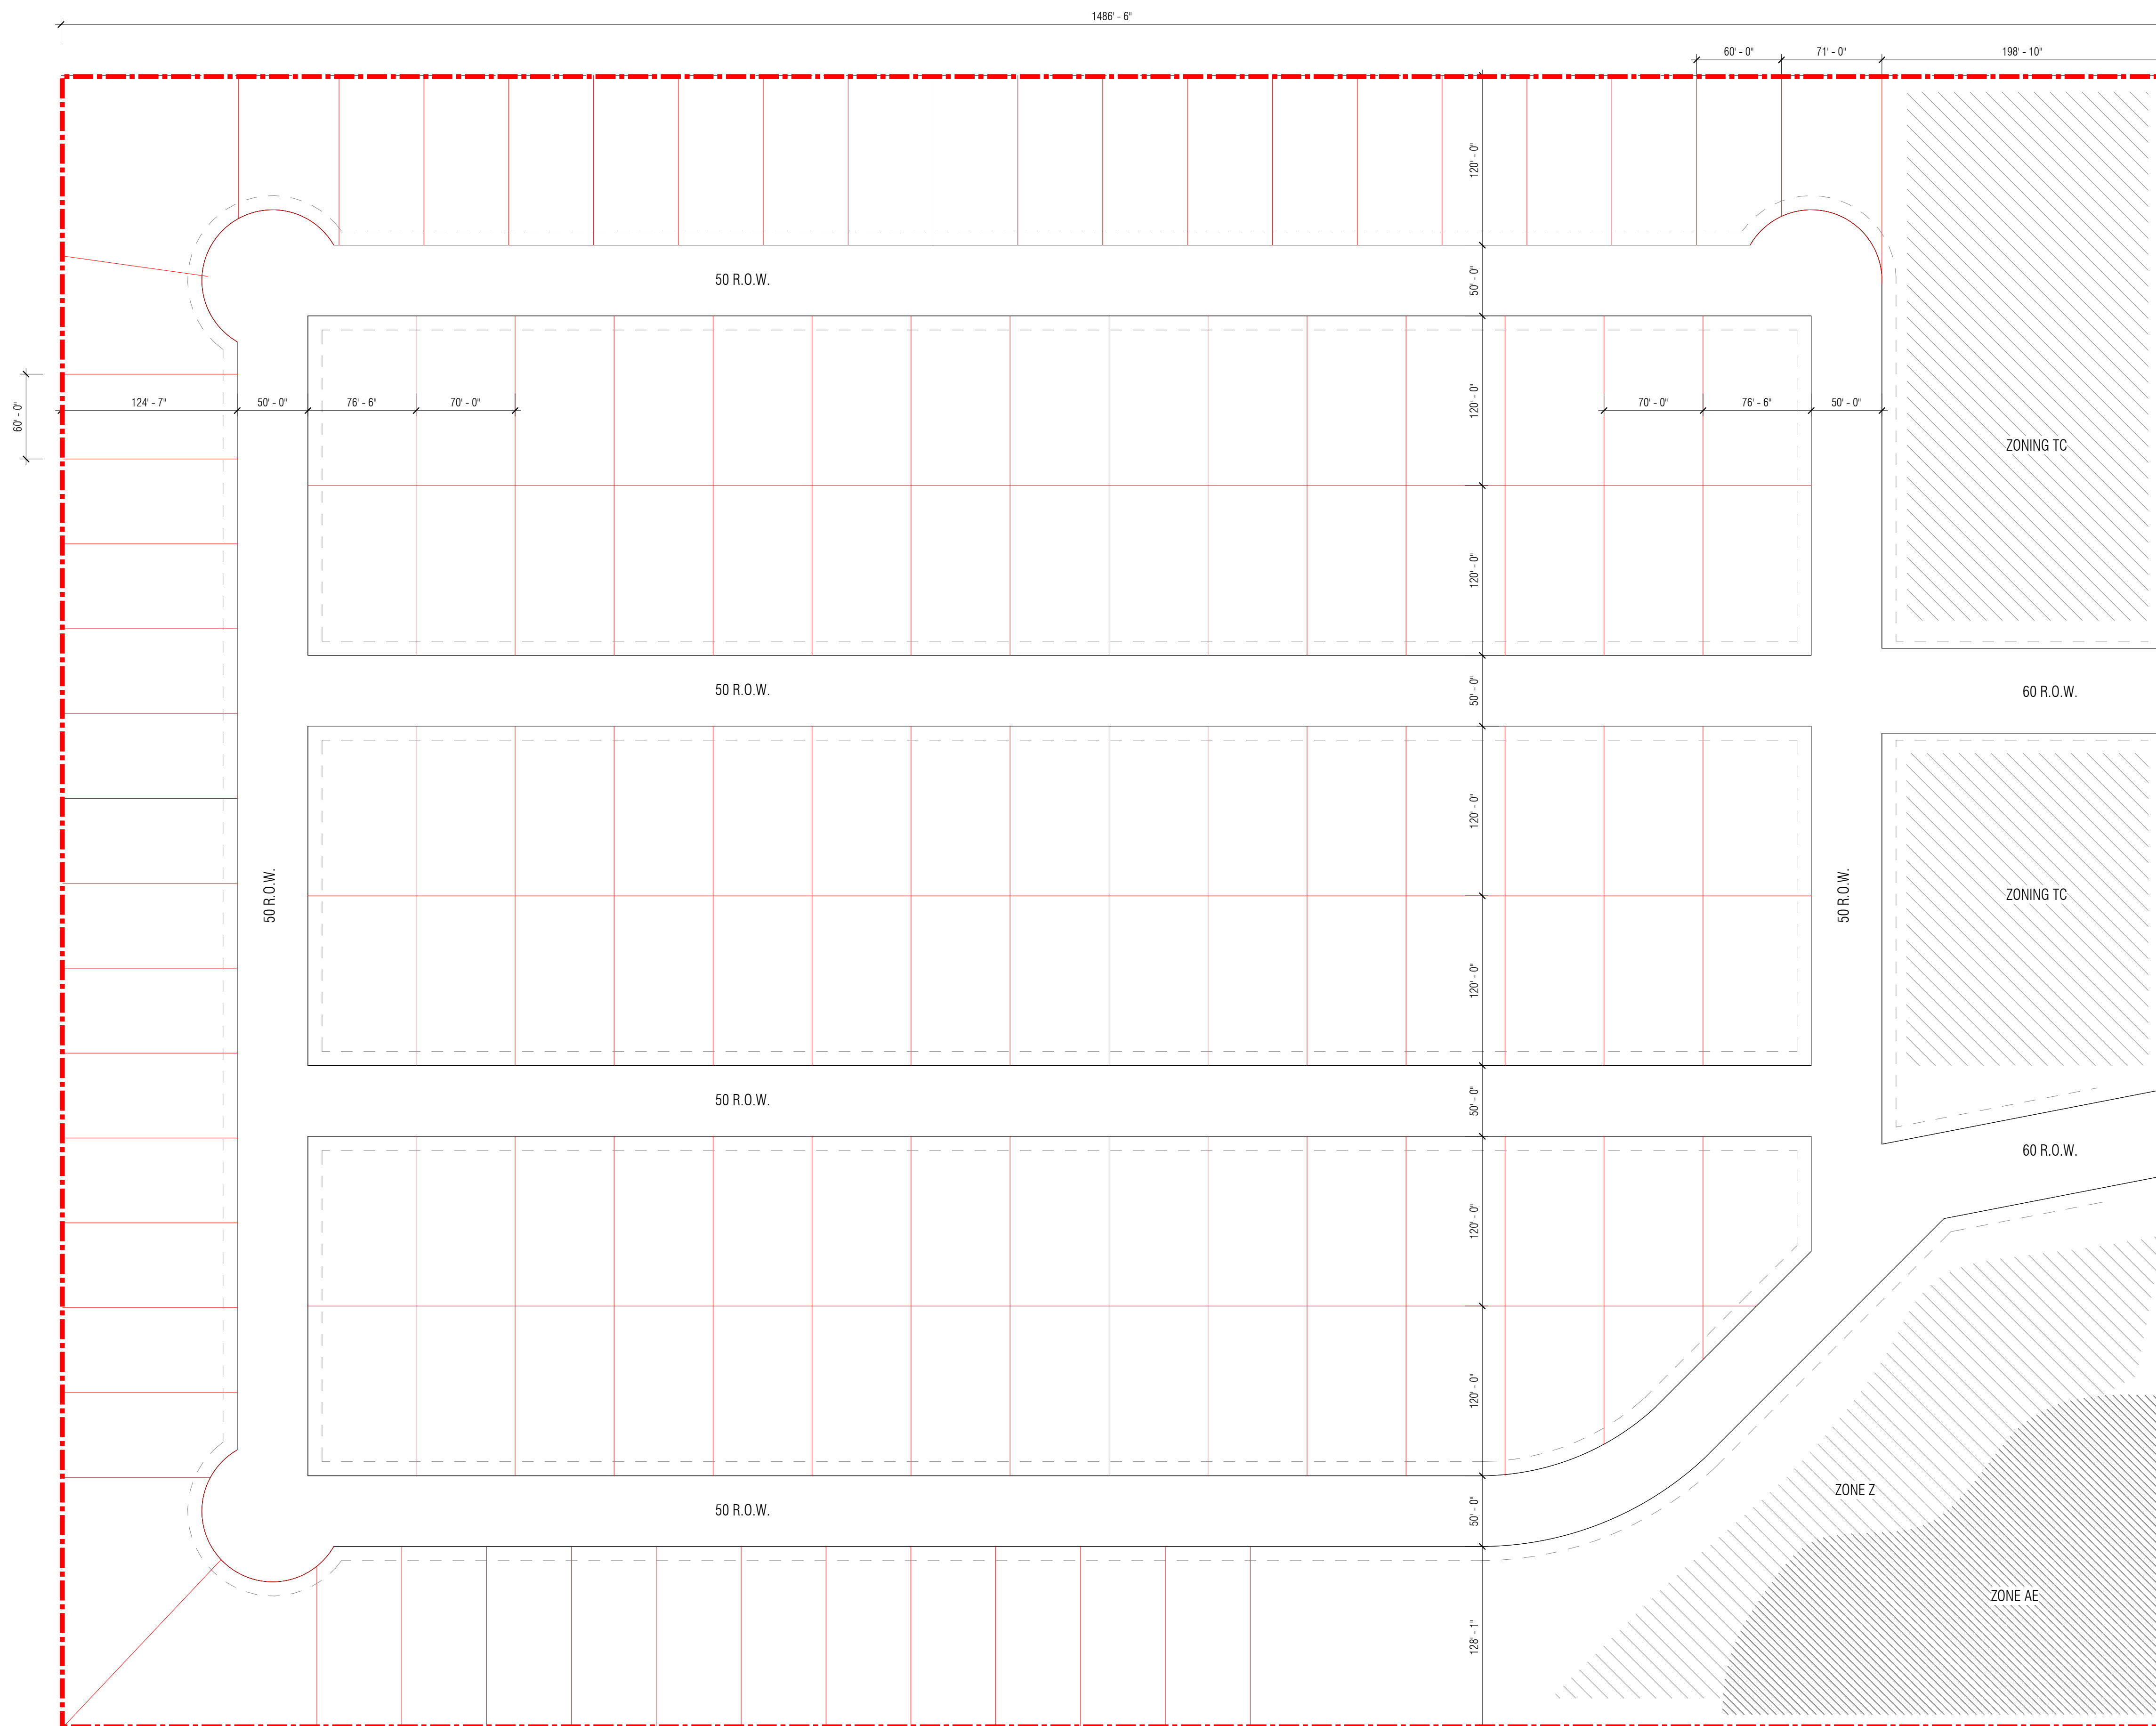 1486' - 6"
60' - 0"
71' - 0"
198' - 10"
120' - 0"
50 R.O.W.
50' - 0"
60' - 0"
124' - 7"
50' - 0"
76' - 6"
70' - 0"
120' - 0"
70' - 0"
76' - 6"
50' - 0"
ZONING TC
120' - 0"
50 R.O.W.
50' - 0"
60 R.O.W.
120' - 0"
50 R.O.W.
50 R.O.W.
ZONING TC
120' - 0"
50 R.O.W.
50' - 0"
60 R.O.W.
120' - 0"
120' - 0"
ZONE Z
50 R.O.W.
50' - 0"
ZONE AE
128' - 1"